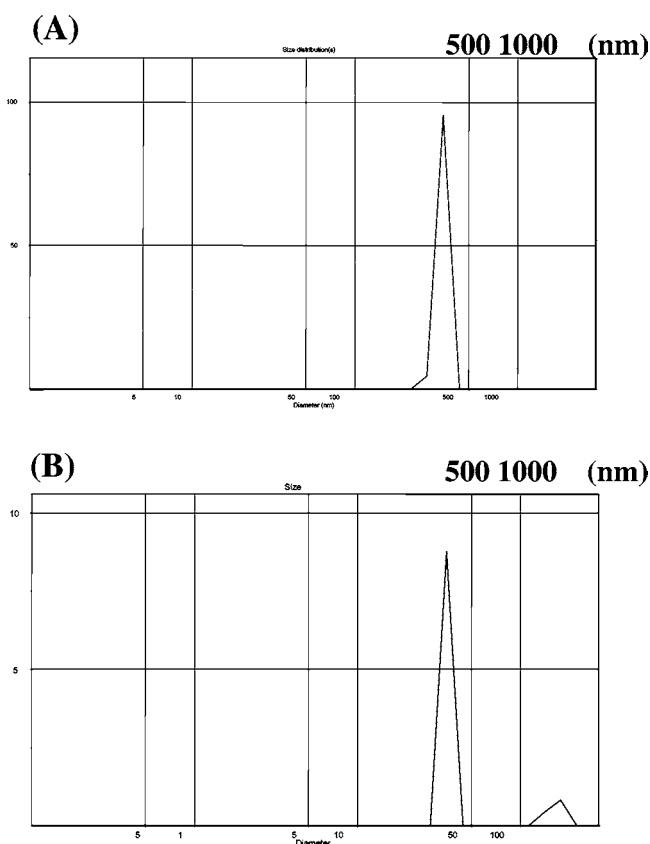 (A) 500 1000 (nm)
Size distribution(s)
100
50
5 10 50 100 500 1000
Diameter (nm)
(B) 500 1000 (nm)
Size
10
5
5 1 5 10 50 100
Diameter